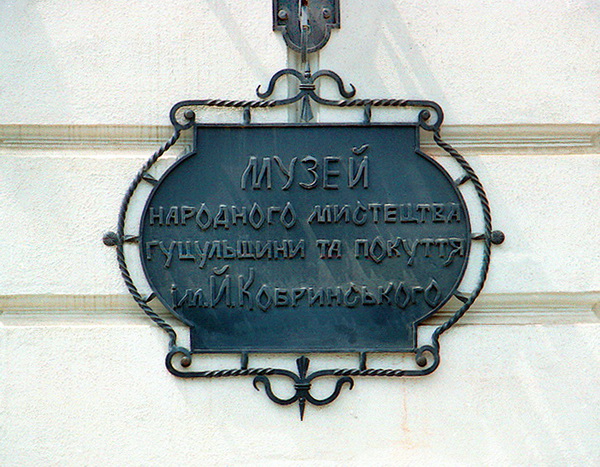 МУЗЕЙ
НАРОДНОГО МИСТЕЦТВА
ГУЦУЛЬЩИНИ ТА ПОКУТТЯ
ім. Й. Кобринського